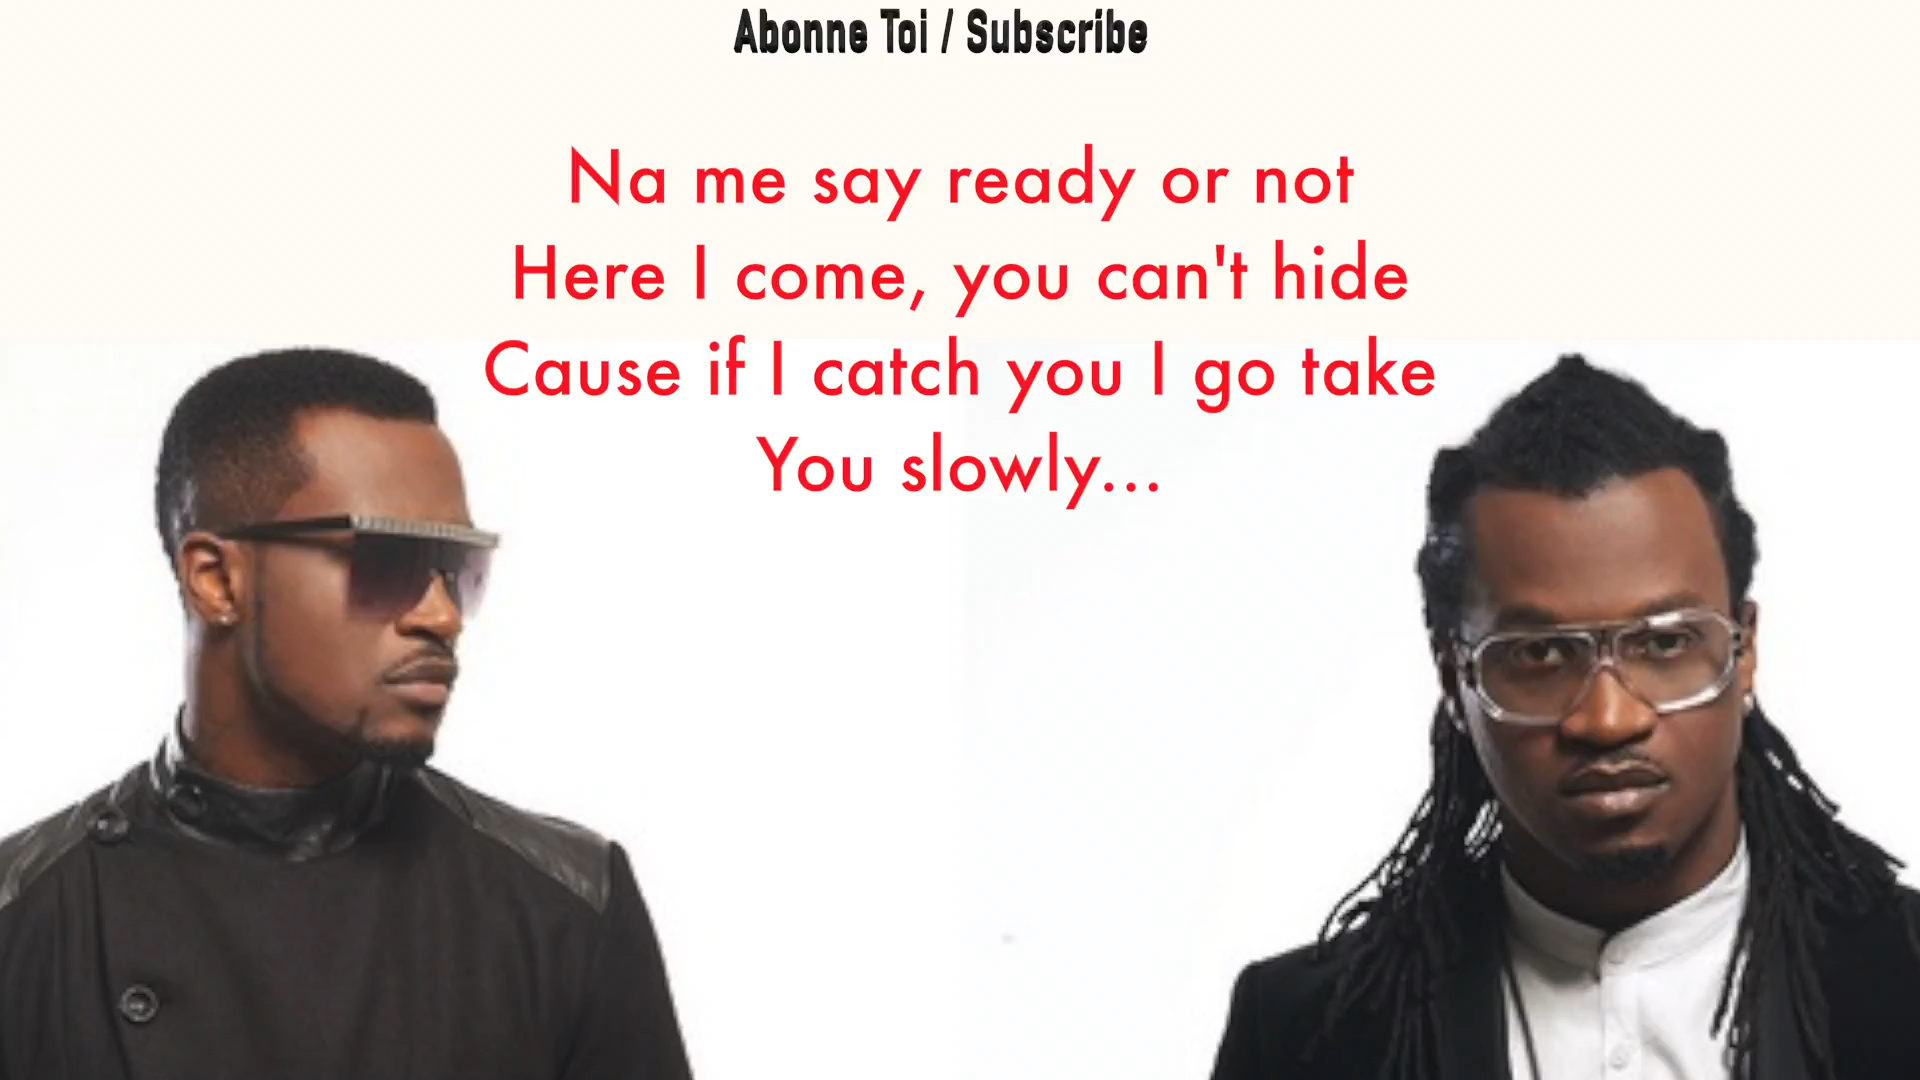 Abonne Toi / Subscribe
Na me say ready or not
Here I come, you can't hide
Cause if I catch you I go take
You slowly...